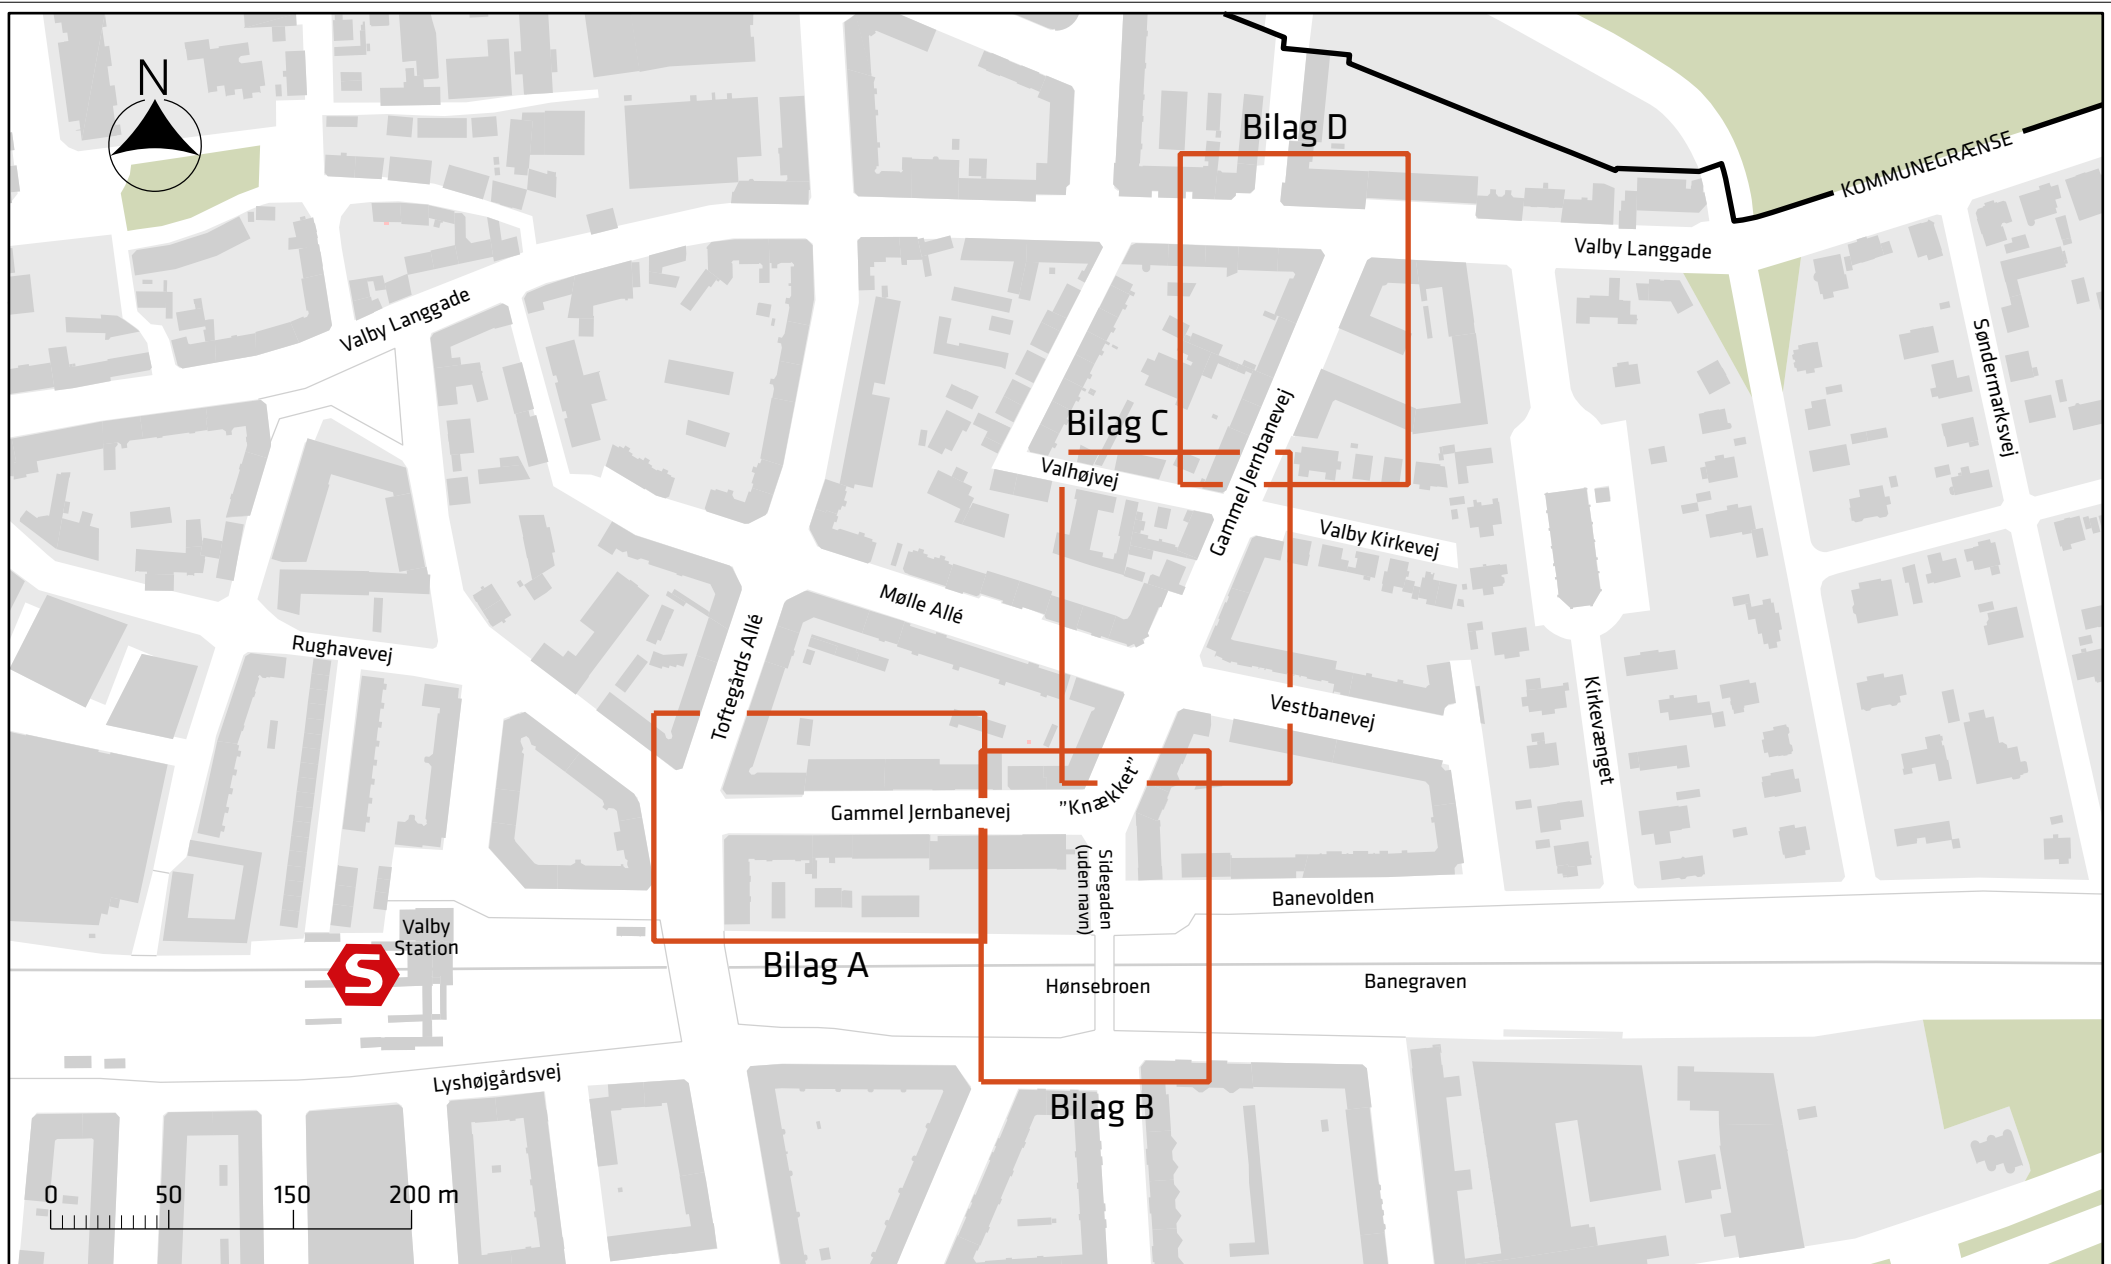 N
Bilag D
KOMMUNEGRÆNSE
Valby Langgade
Valby Langgade
Søndermarksvej
Bilag C
Gammel Jernbanevej
Valhøjvej
Gammel Jernbanevej
Valby Kirkevej
Mølle Allé
Toftegårds Allé
Rughavevej
Vestbanevej
Kirkevænget
Gammel Jernbanevej
"Knækket"
Sidegaden
(uden navn)
Banevolden
Valby
Station
S
Bilag A
Hønsebroen
Banegraven
Lyshøjgårdsvej
Bilag B
0 50 150 200 m